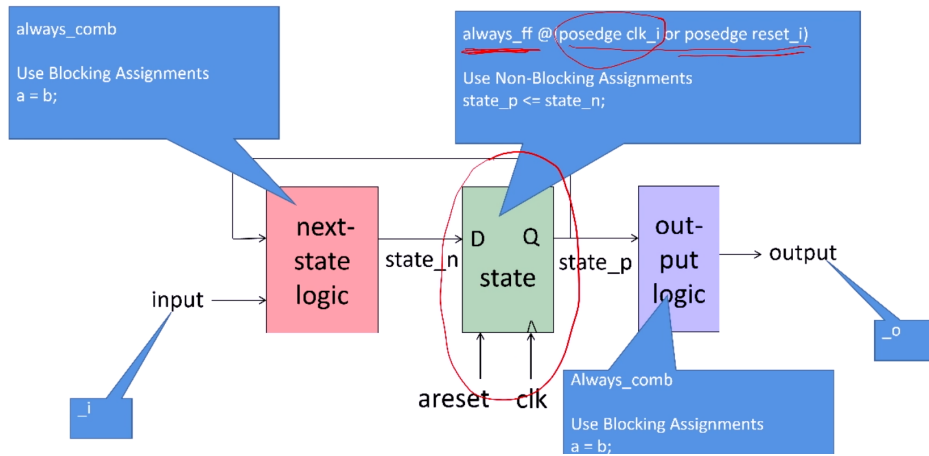 always_comb
Use Blocking Assignments
a = b;
always_ff @ (posedge clk_i or posedge reset_i)
Use Non-Blocking Assignments
state_p <= state_n;
next-
state
logic
state_n
D Q
state
state_p
out-
put
logic
output
input
_i
areset
clk
_o
Always_comb
Use Blocking Assignments
a = b;